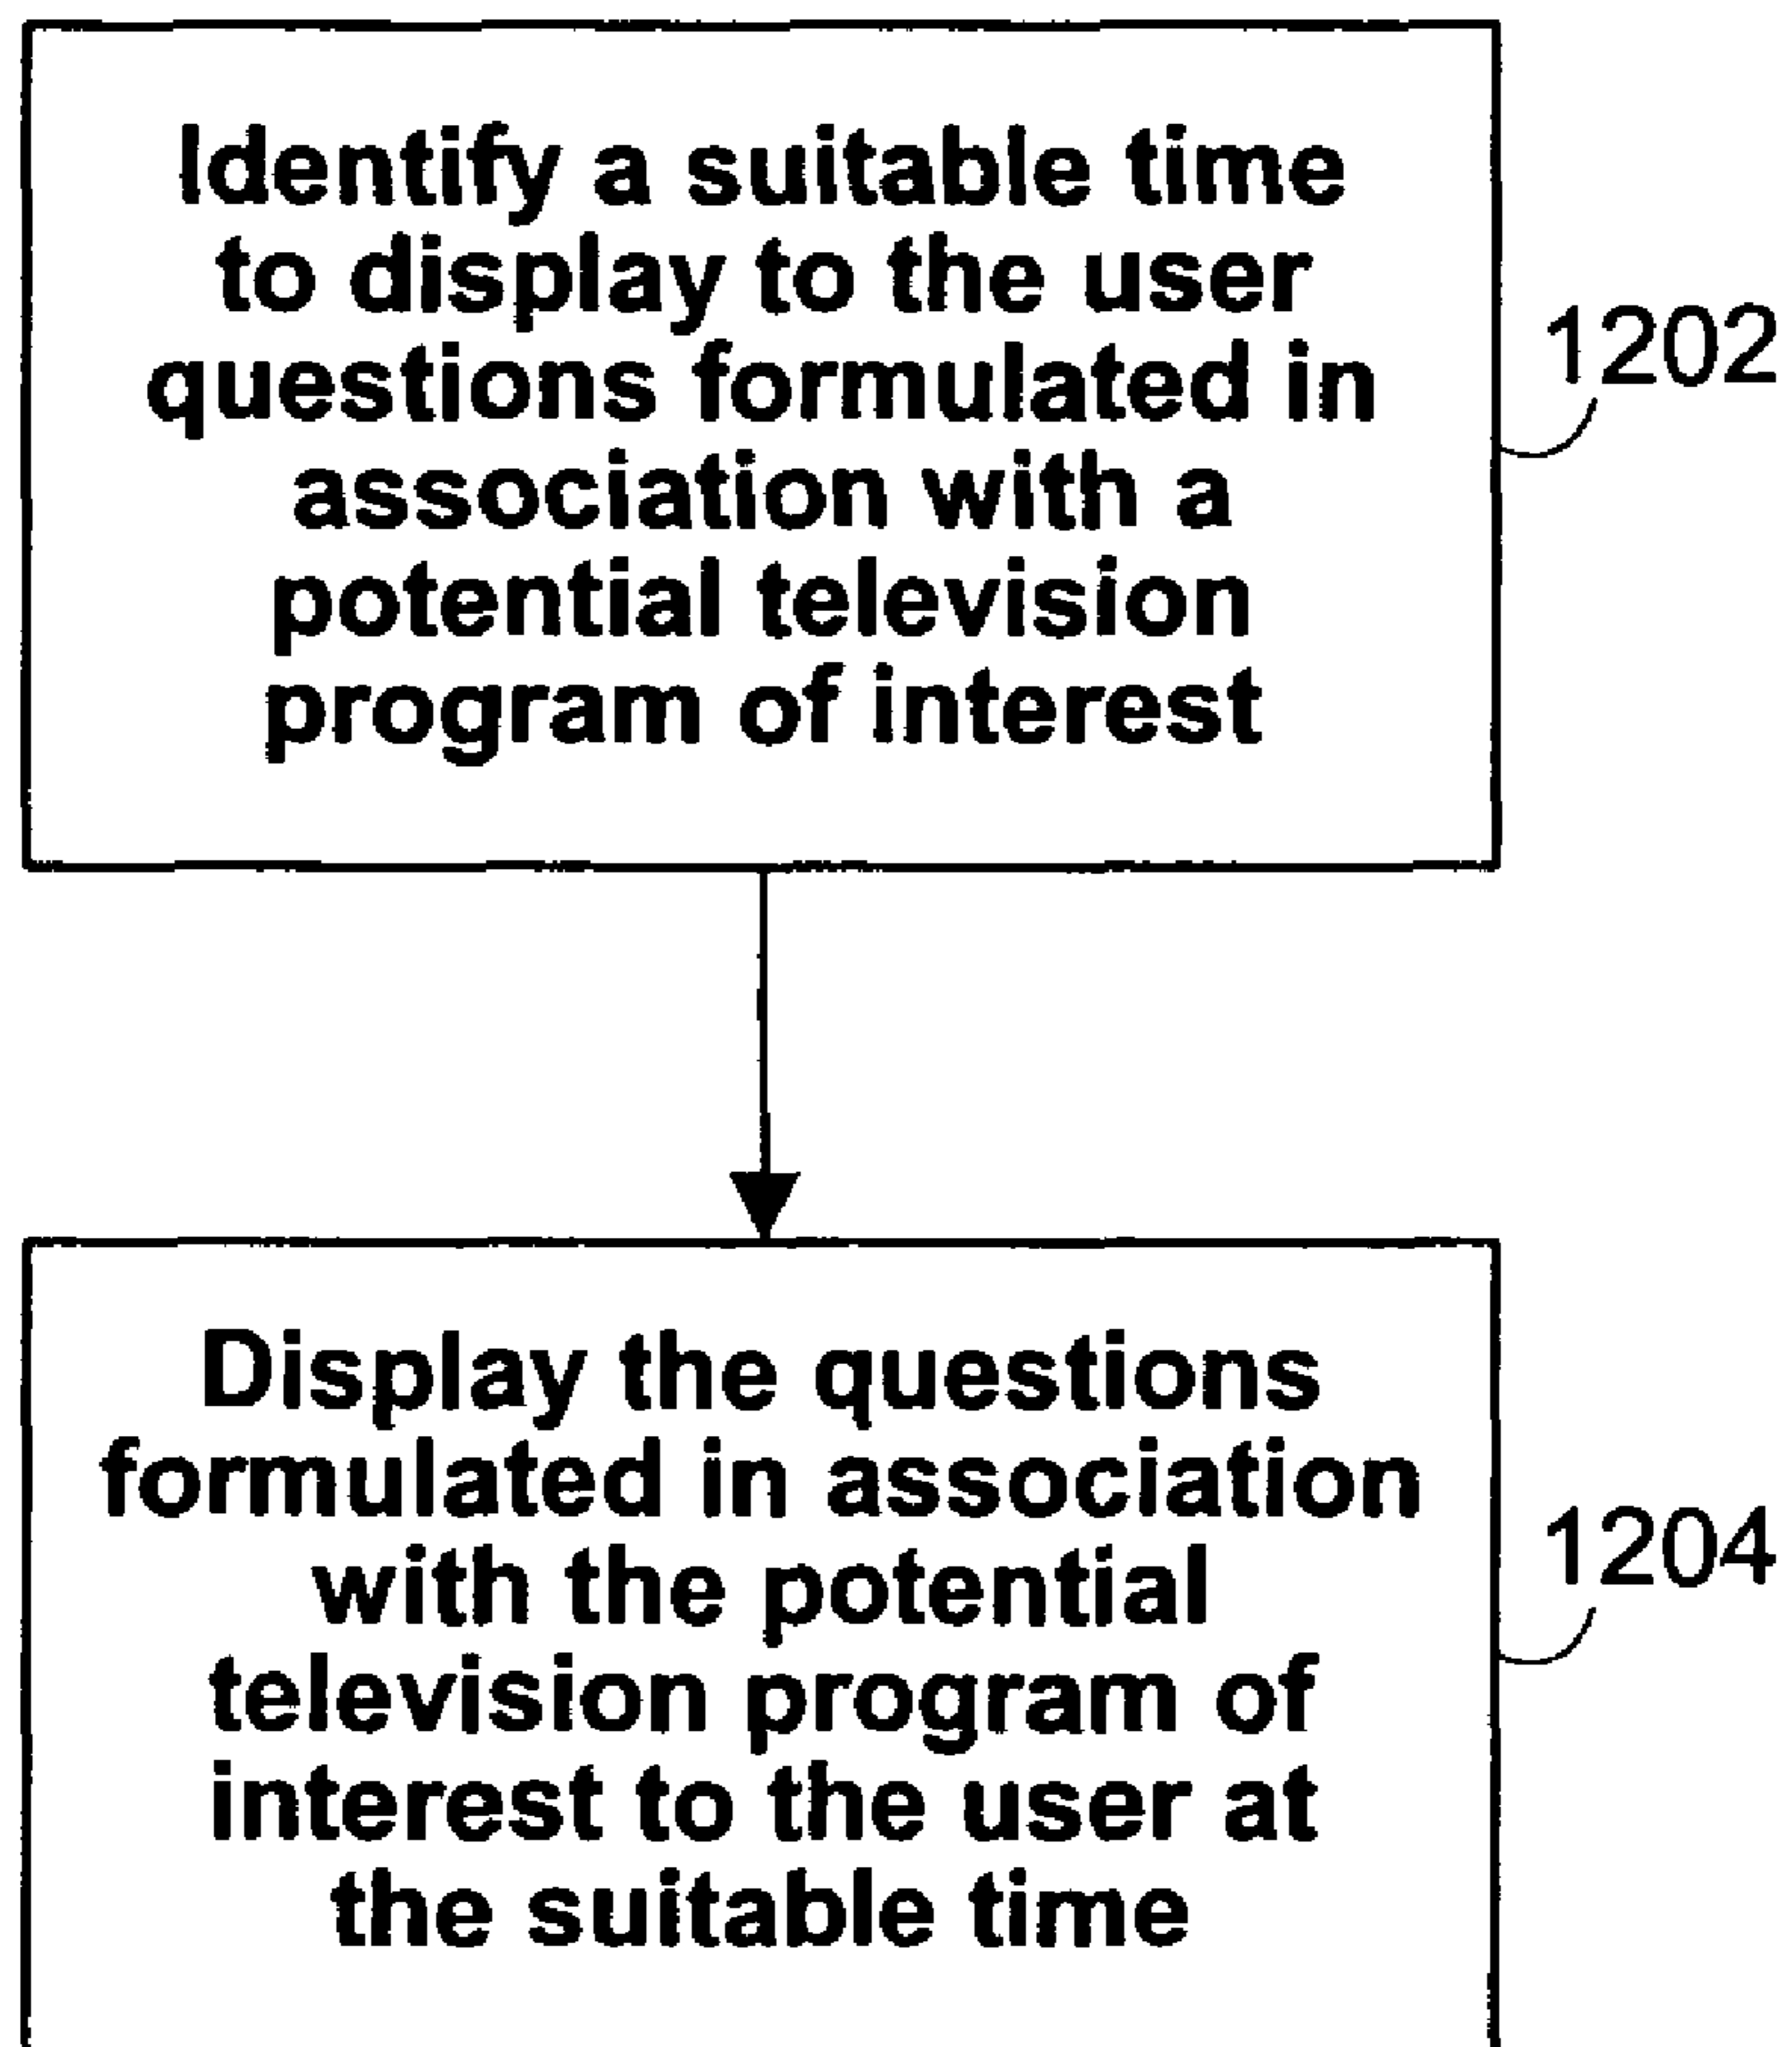 Identify a suitable time
to display to the user
questions formulated in
association with a
potential television
program of interest
1202
Display the questions
formulated in association
with the potential
television program of
interest to the user at
the suitable time
1204